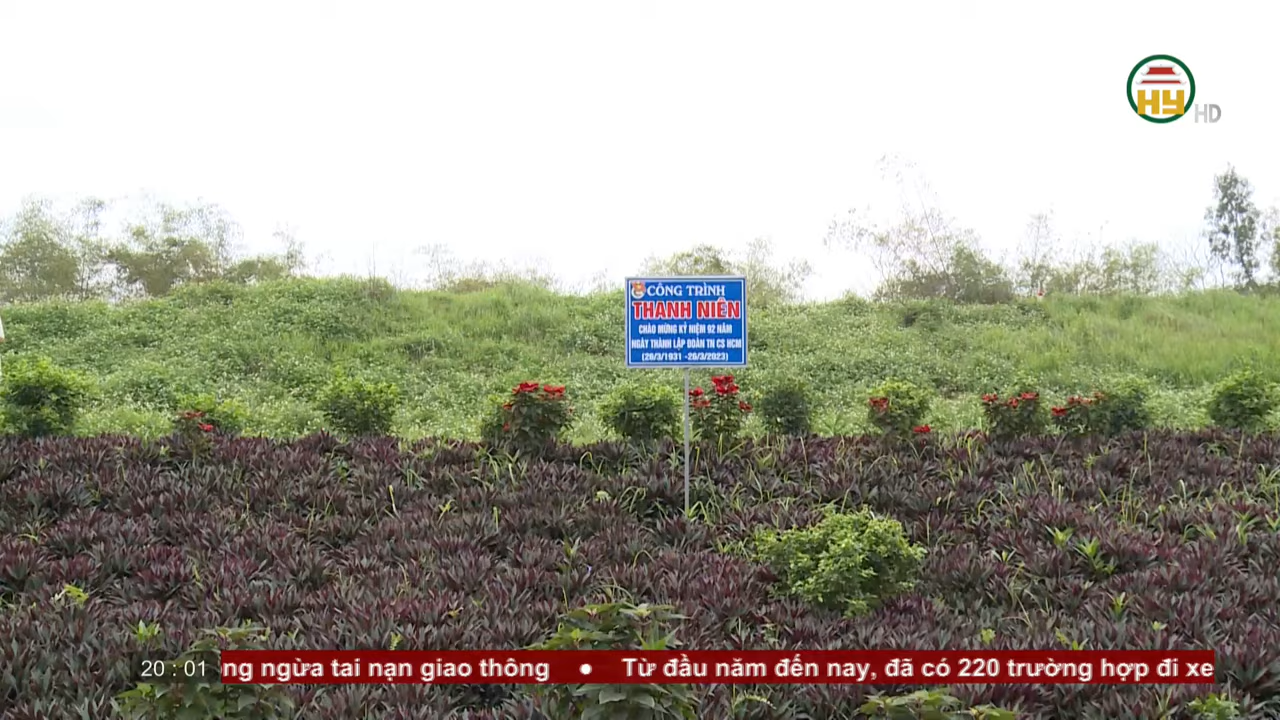 HY
HD
CÔNG TRÌNH
THANH NIÊN
CHÀO MỪNG KỶ NIỆM 92 NĂM
NGÀY THÀNH LẬP ĐOÀN TN CS HCM
(26/3/1931 -26/3/2023)
20 : 01 ng ngừa tai nạn giao thông ● Từ đầu năm đến nay, đã có 220 trường hợp đi xe